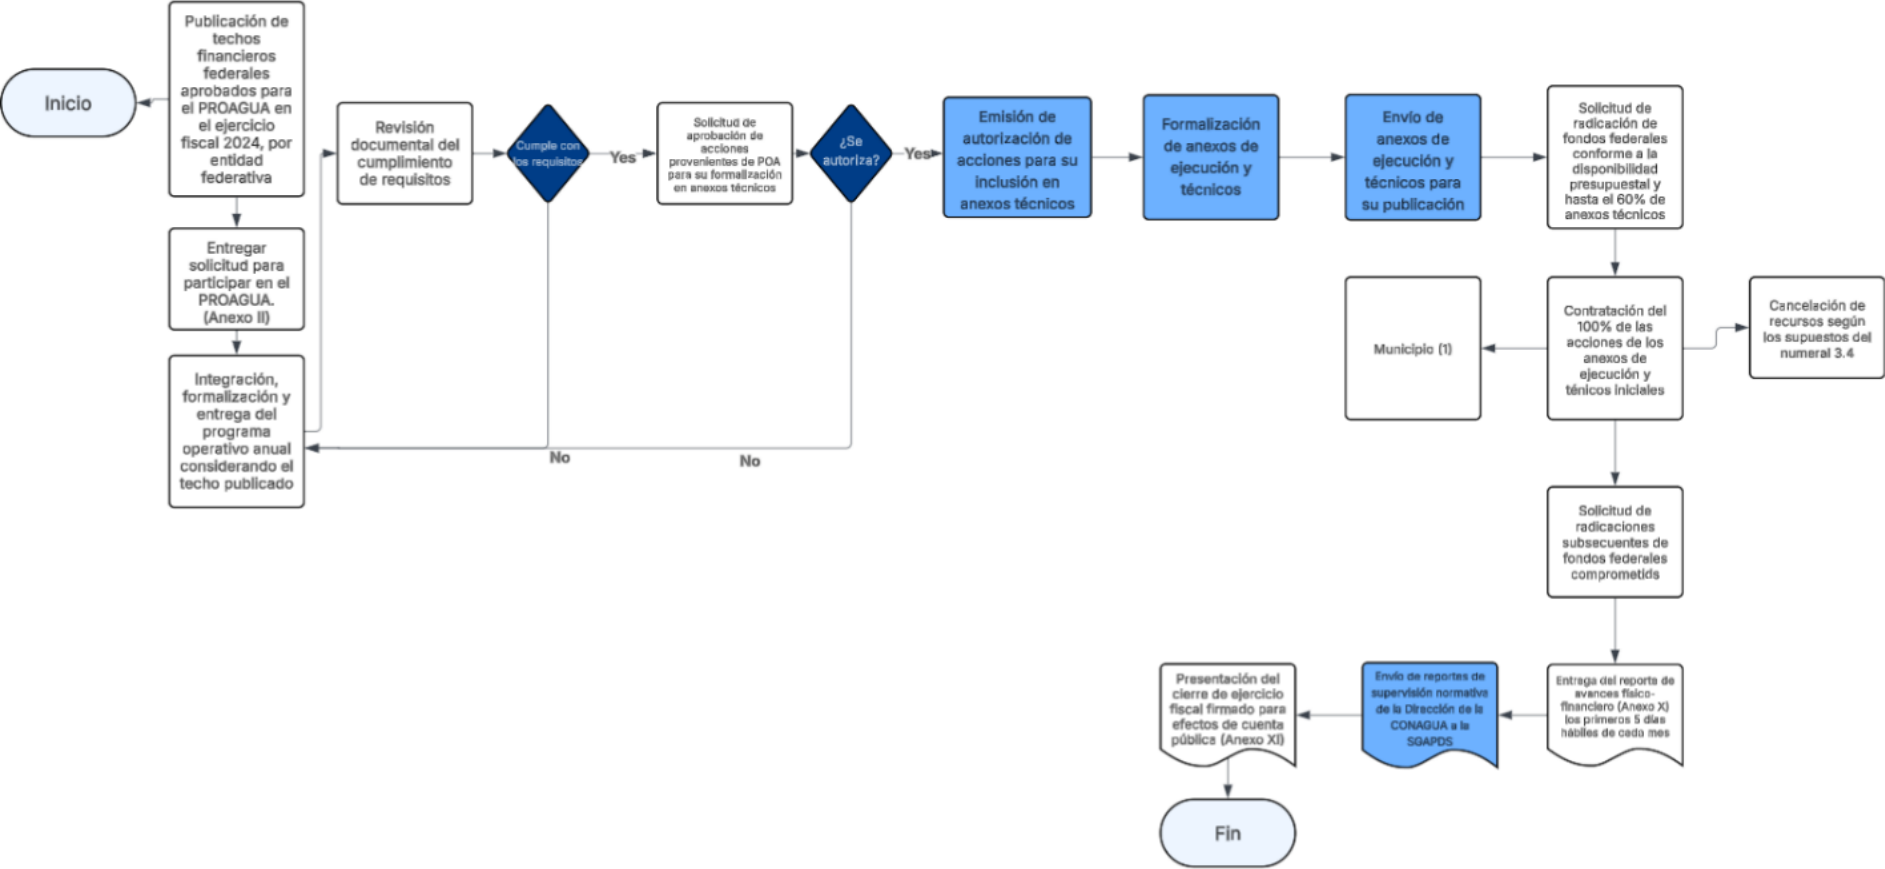 Inicio
Publicación de
techos
financieros
federales
aprobados para
el PROAGUA en
el ejercicio
fiscal 2024, por
entidad
federativa
Entregar
solicitud para
participar en el
PROAGUA.
(Anexo II)
Integración,
formalización y
entrega del
programa
operativo anual
considerando el
techo publicado
Revisión
documental del
cumplimiento
de requisitos
Cumple con
los requisitos
Yes
No
Solicitud de
aprobación de
acciones
provenientes de POA
para su formalización
en anexos técnicos
¿Se
autoriza?
Yes
No
Emisión de
autorización de
acciones para su
inclusión en
anexos técnicos
Formalización
de anexos de
ejecución y
técnicos
Envío de
anexos de
ejecución y
técnicos para
su publicación
Solicitud de
radicación de
fondos federales
conforme a la
disponibilidad
presupuestal y
hasta el 60% de
anexos técnicos
Municipio (1)
Contratación del
100% de las
acciones de los
anexos de
ejecución y
ténicos iniciales
Cancelación de
recursos según
los supuestos del
numeral 3.4
Solicitud de
radicaciones
subsecuentes de
fondos federales
comprometids
Entrega del reporte de
avances físico-
financiero (Anexo X)
los primeros 5 días
hábiles de cada mes
Envío de reportes de
supervisión normativa
de la Dirección de la
CONAGUA a la
SGAPDS
Presentación del
cierre de ejercicio
fiscal firmado para
efectos de cuenta
pública (Anexo XI)
Fin